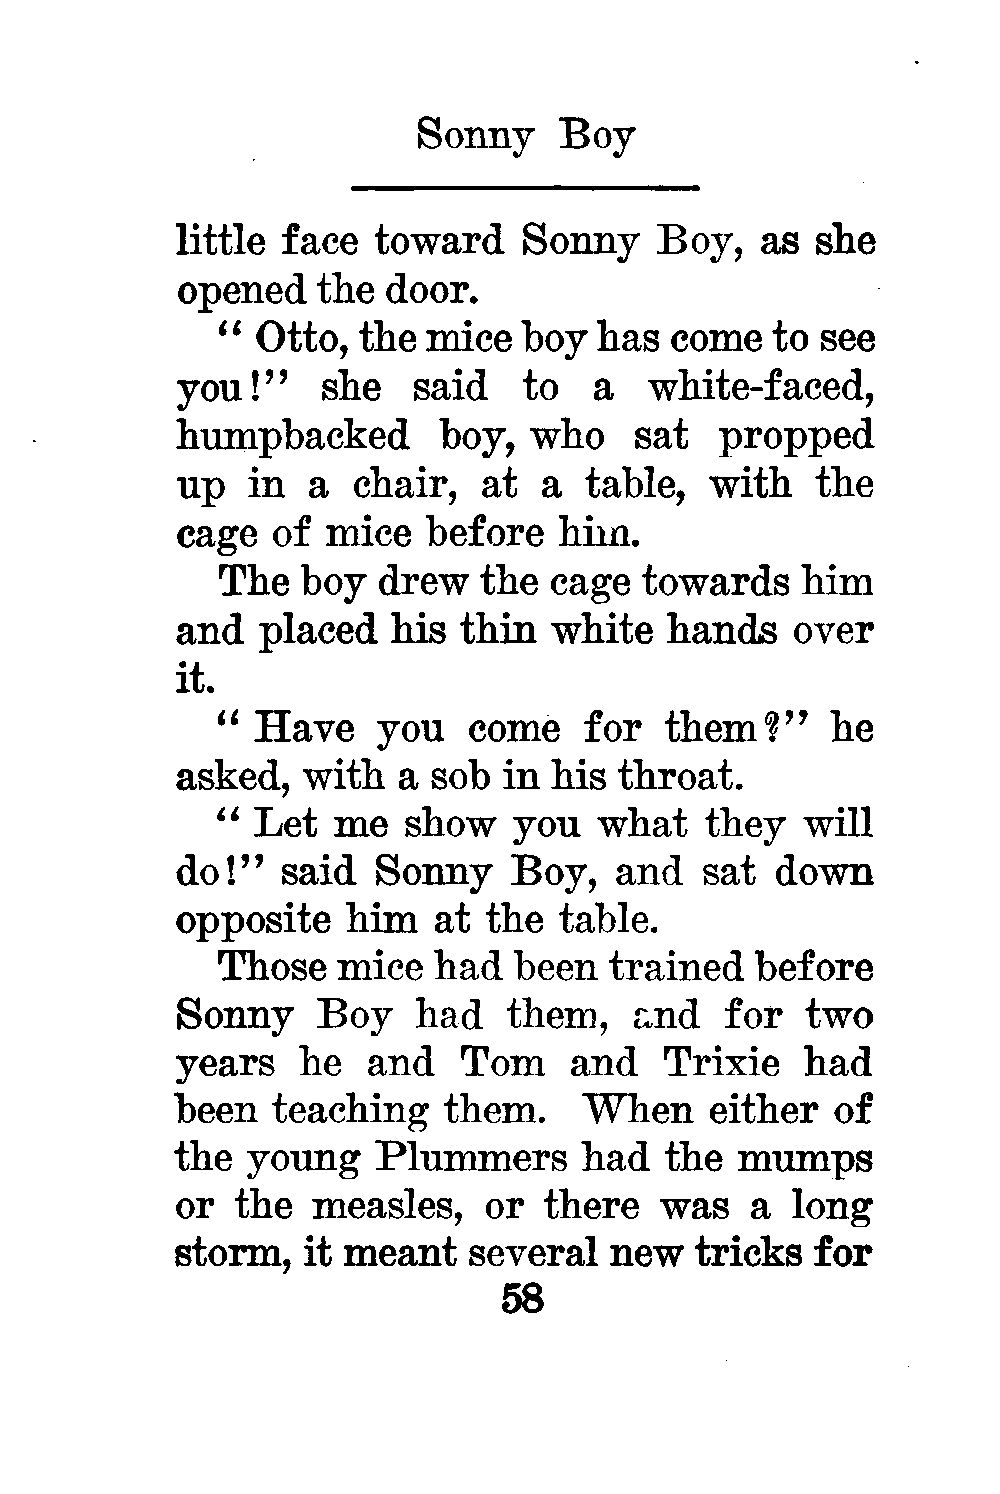 Sonny Boy
little face toward Sonny Boy, as she
opened the door.
“ Otto, the mice boy has come to see
you!” she said to a white-faced,
humpbacked boy, who sat propped
up in a chair, at a table, with the
cage of mice before him.
The boy drew the cage towards him
and placed his thin white hands over
it.
“ Have you come for them?” he
asked, with a sob in his throat.
“ Let me show you what they will
do!” said Sonny Boy, and sat down
opposite him at the table.
Those mice had been trained before
Sonny Boy had them, and for two
years he and Tom and Trixie had
been teaching them. When either of
the young Plummers had the mumps
or the measles, or there was a long
storm, it meant several new tricks for
58